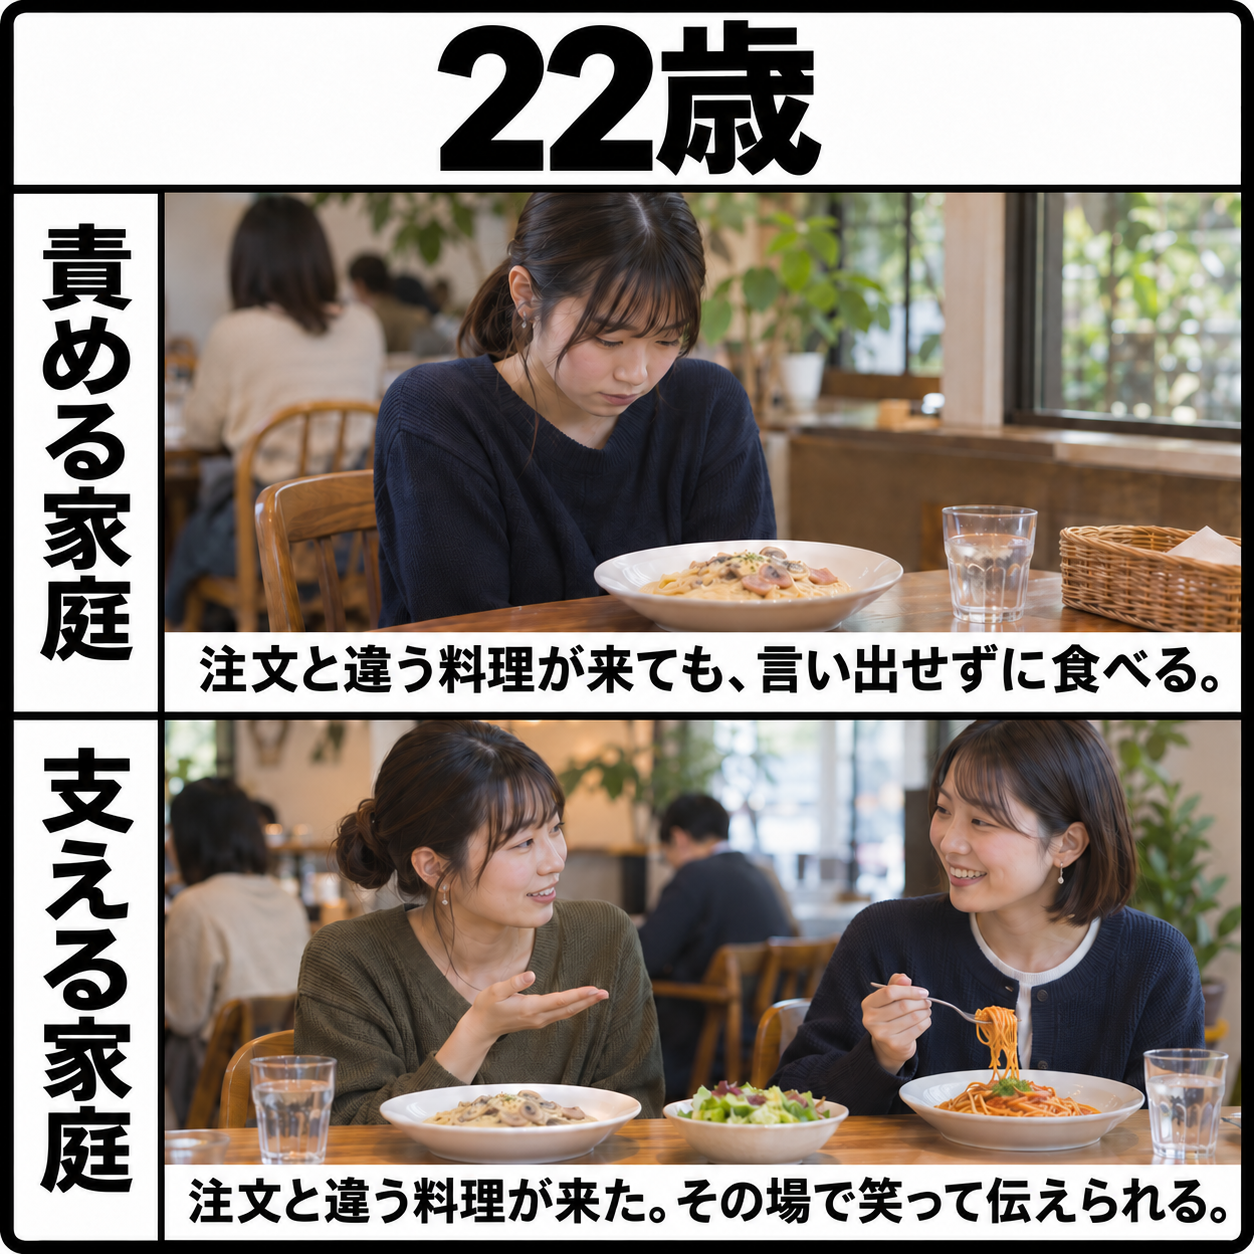 22歳
責める家庭
注文と違う料理が来ても、言い出せずに食べる。
支える家庭
注文と違う料理が来た。その場で笑って伝えられる。